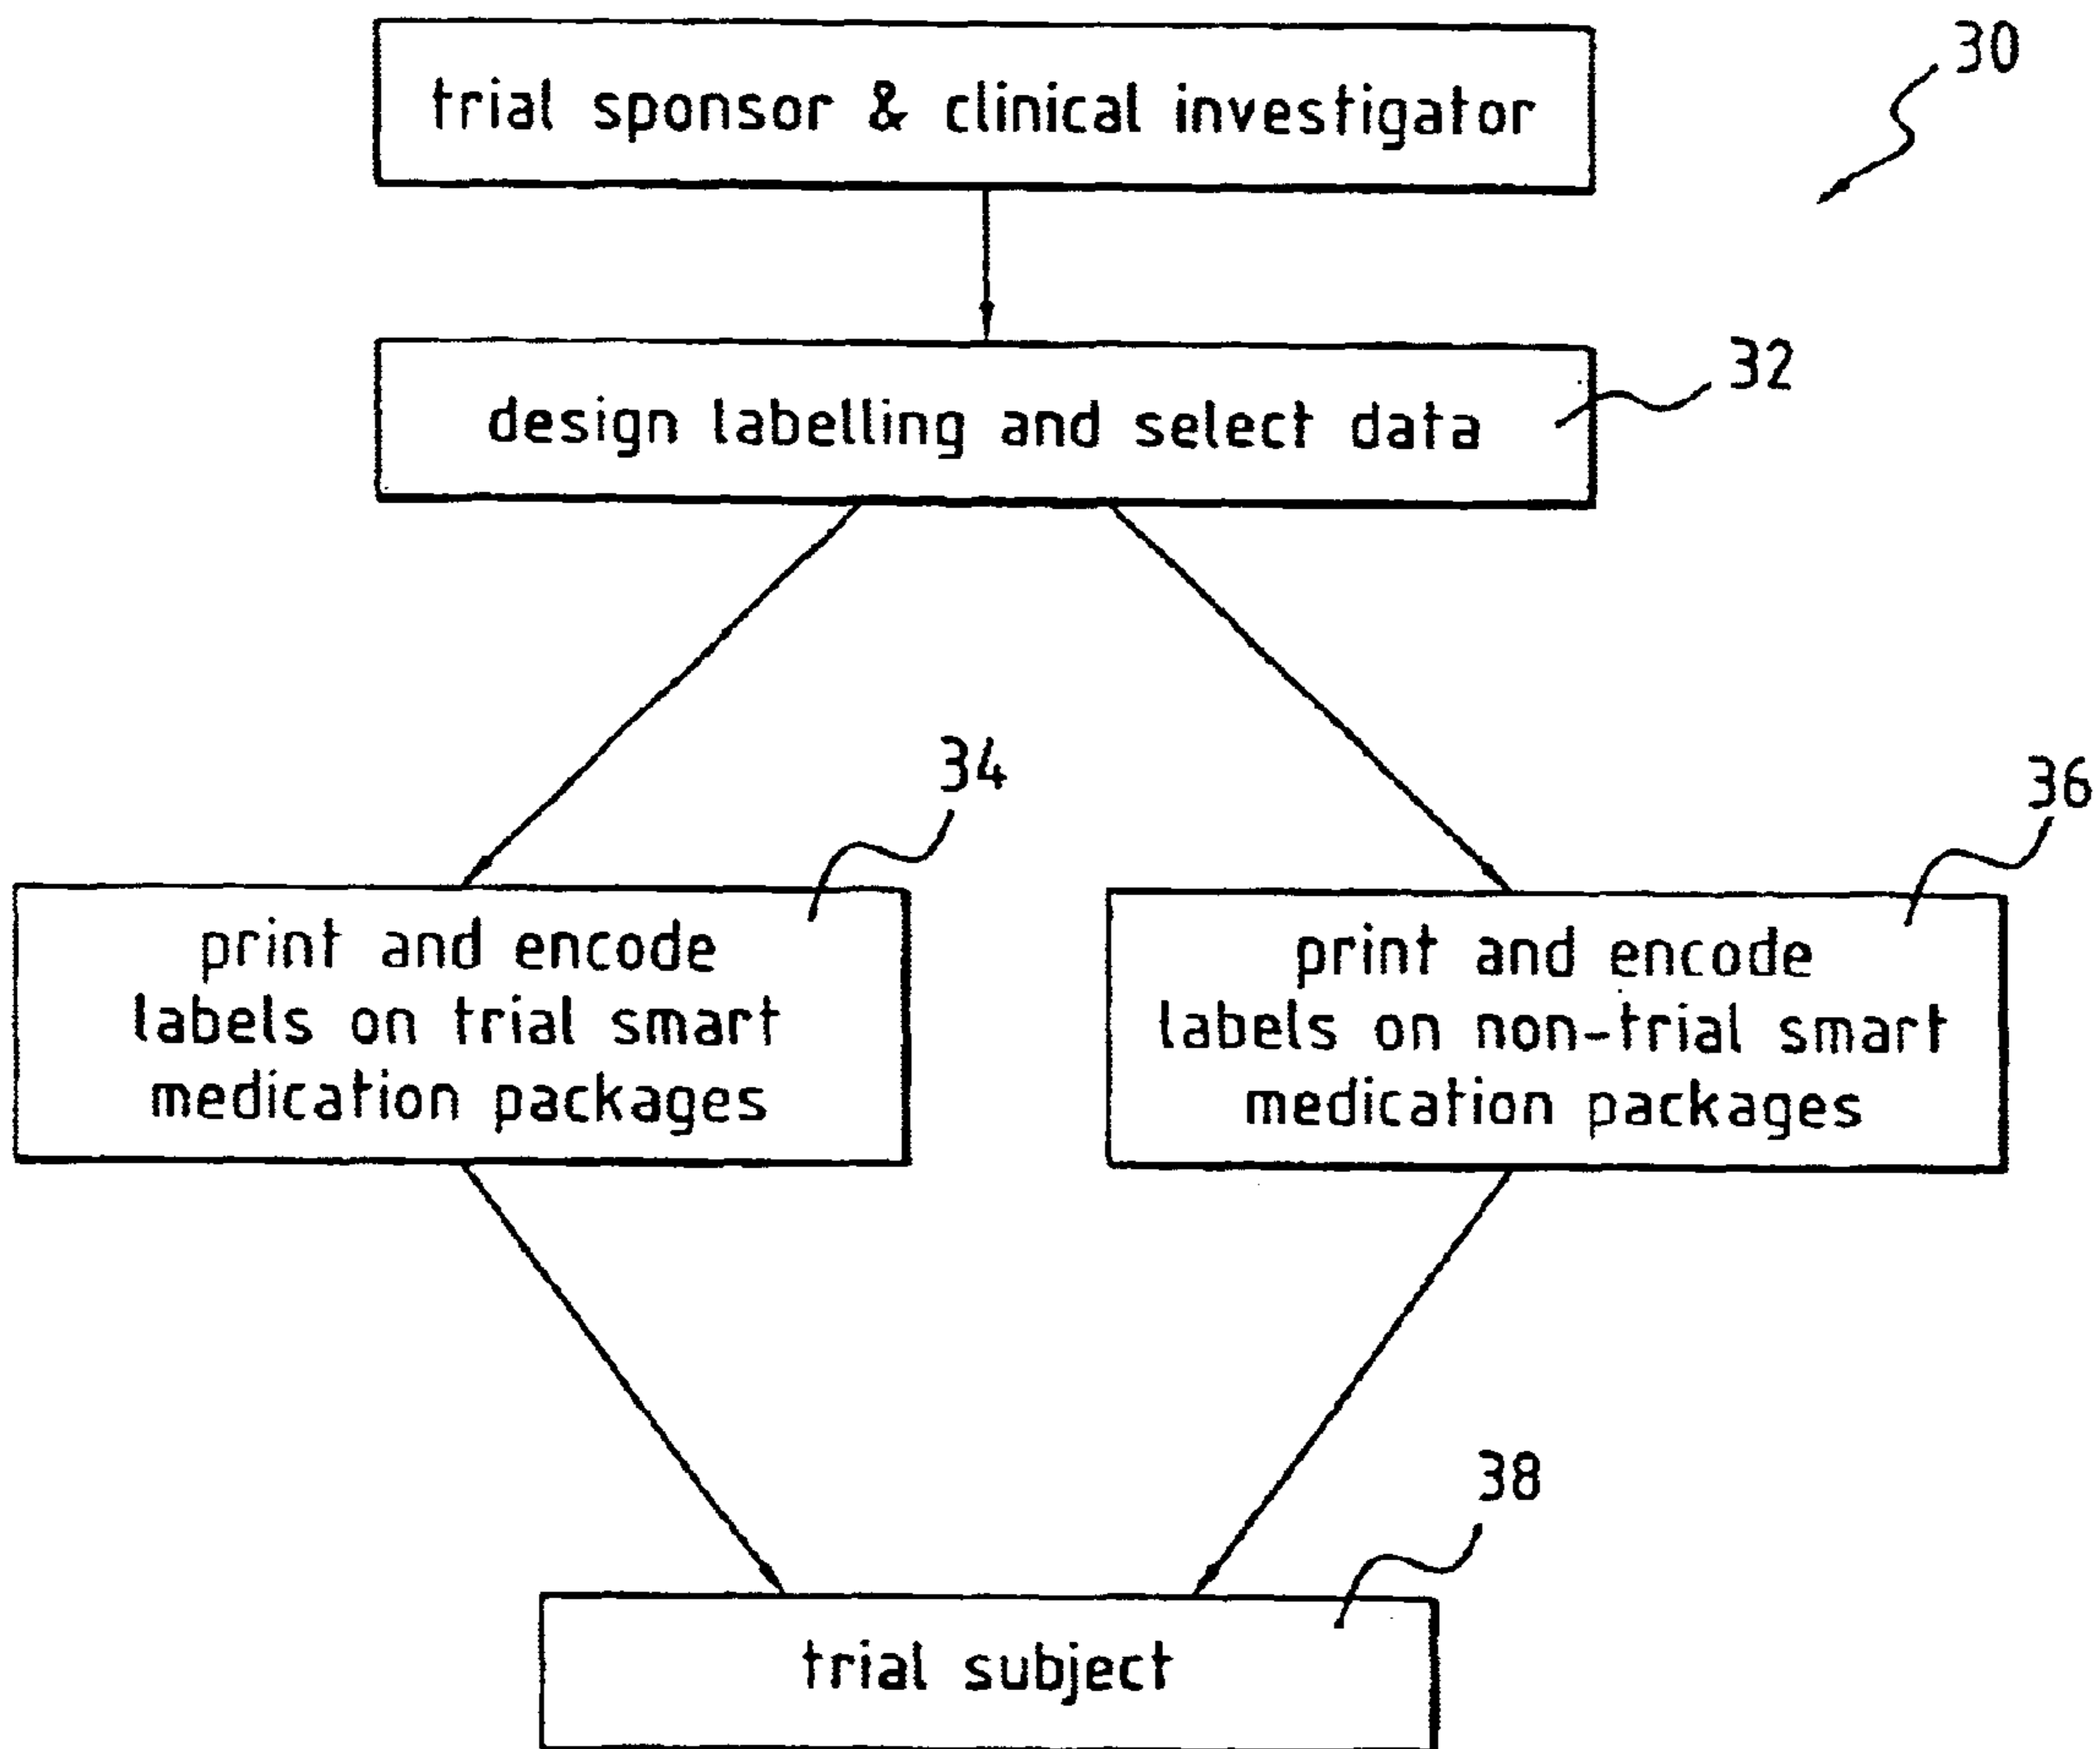 30
trial sponsor & clinical investigator
32
design labelling and select data
34
36
print and encode
labels on trial smart
medication packages
print and encode
labels on non-trial smart
medication packages
38
trial subject